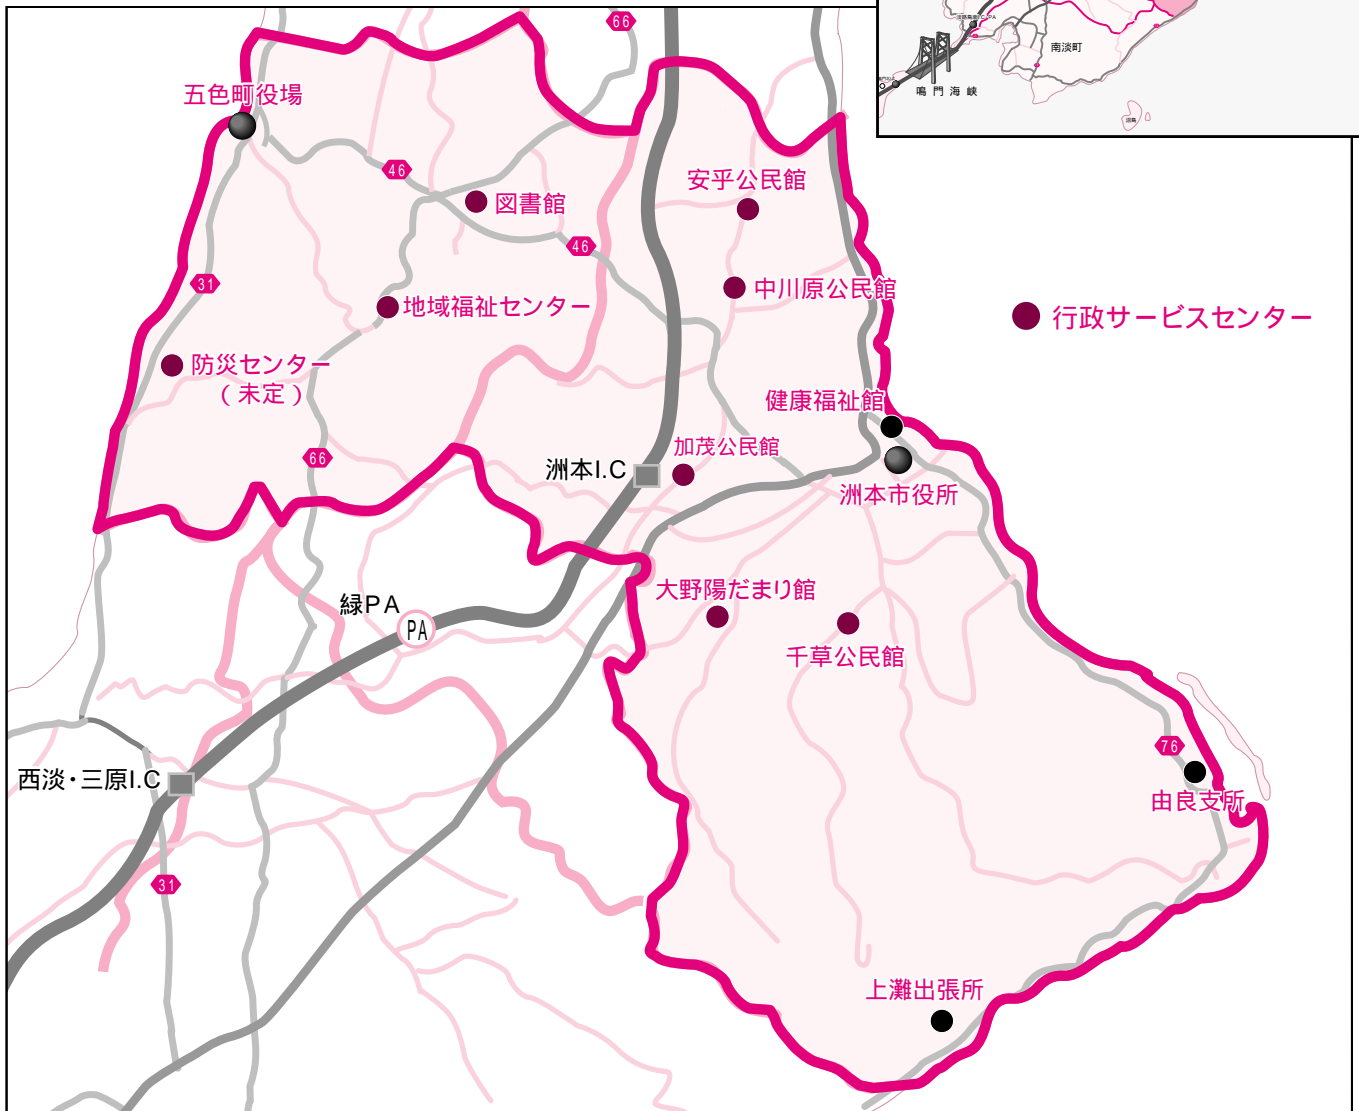 南淡町
鳴門海峡
66
五色町役場
46
安乎公民館
図書館
46
31
中川原公民館
地域福祉センター
行政サービスセンター
防災センター
（未定）
健康福祉館
加茂公民館
66
洲本I.C
洲本市役所
大野陽だまり館
緑PA
PA
千草公民館
76
西淡・三原I.C
由良支所
31
上灘出張所